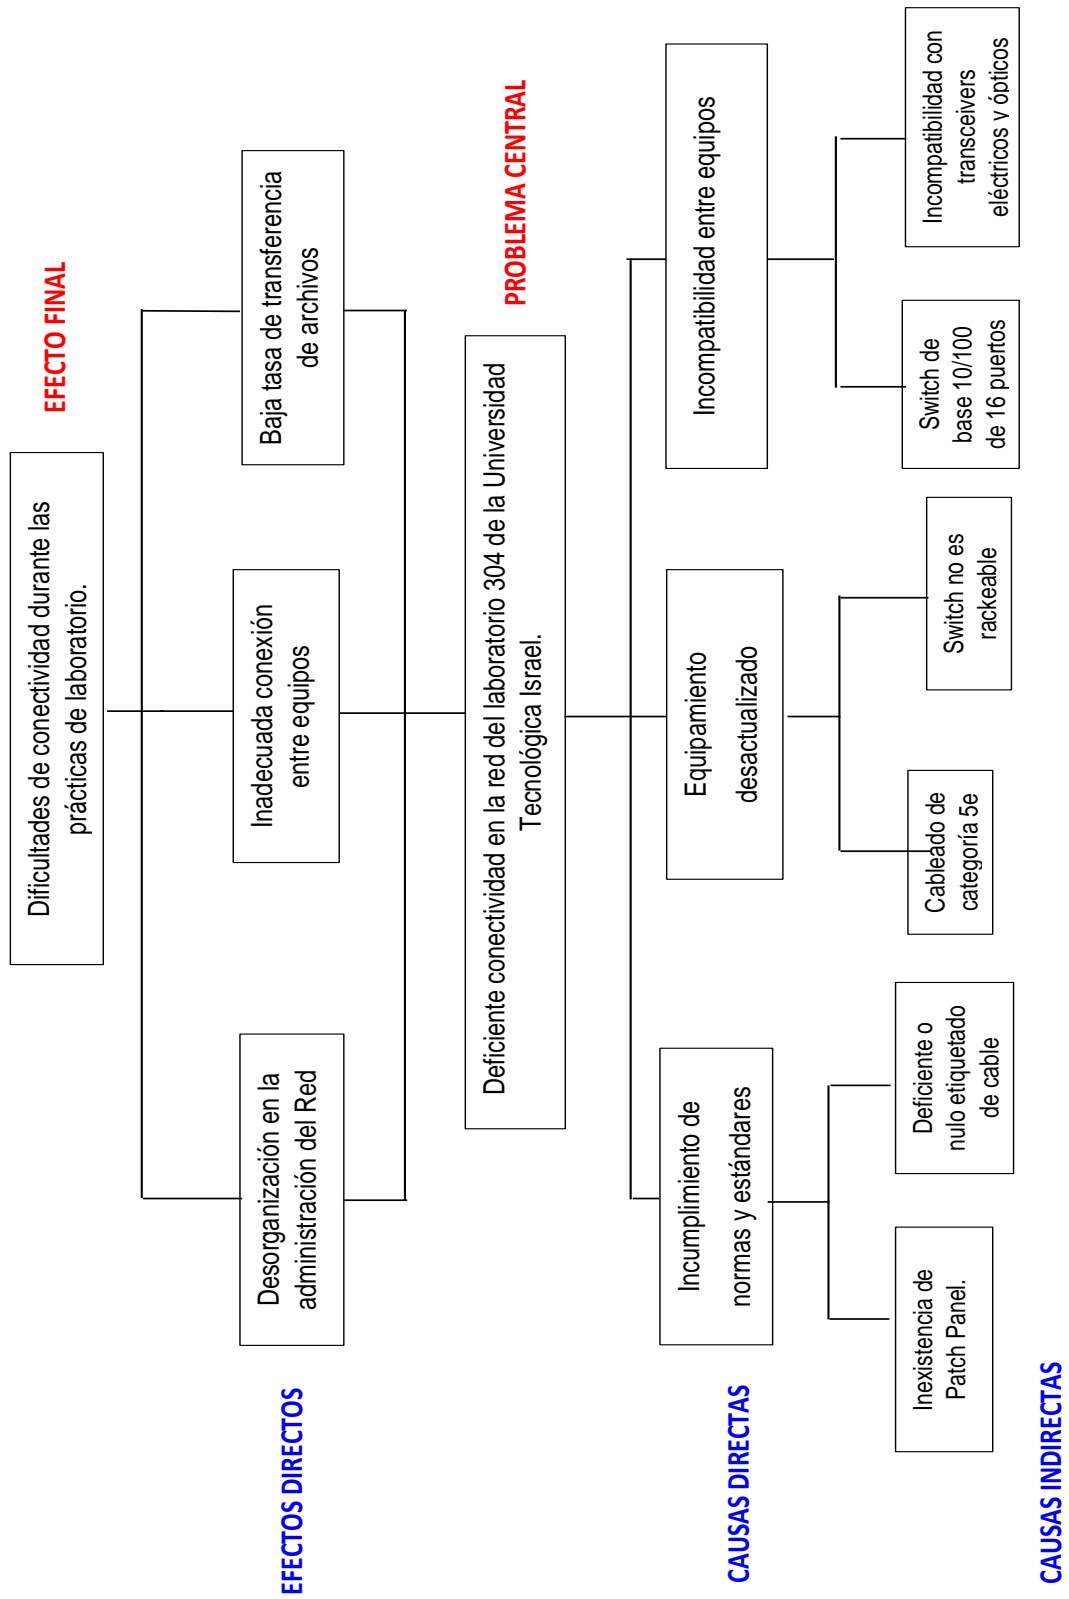 EFECTO FINAL
Dificultades de conectividad durante las
prácticas de laboratorio.
EFECTOS DIRECTOS
Desorganización en la
administración del Red
Inadecuada conexión
entre equipos
Baja tasa de transferencia
de archivos
PROBLEMA CENTRAL
Deficiente conectividad en la red del laboratorio 304 de la Universidad
Tecnológica Israel.
CAUSAS DIRECTAS
Incumplimiento de
normas y estándares
Equipamiento
desactualizado
Incompatibilidad entre equipos
CAUSAS INDIRECTAS
Inexistencia de
Patch Panel.
Deficiente o
nulo etiquetado
de cable
Cableado de
categoría 5e
Switch no es
rackeable
Switch de
base 10/100
de 16 puertos
Incompatibilidad con
transceivers
eléctricos v ópticos